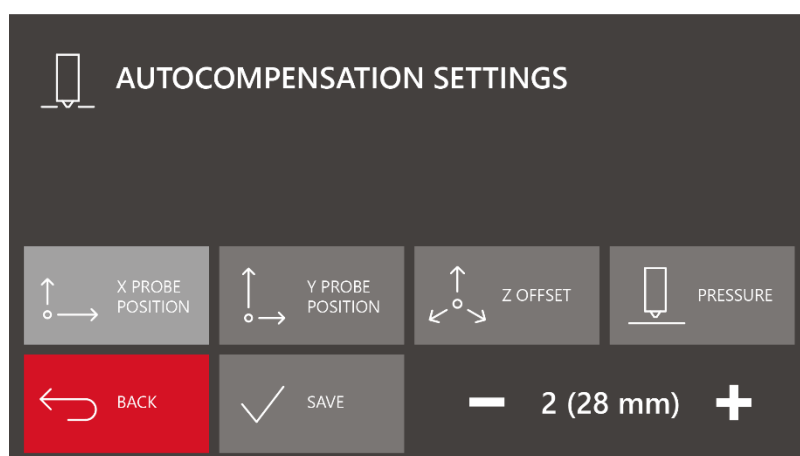 AUTOCOMPENSATION SETTINGS
X PROBE
POSITION
Y PROBE
POSITION
Z OFFSET
PRESSURE
BACK
SAVE
2 (28 mm)